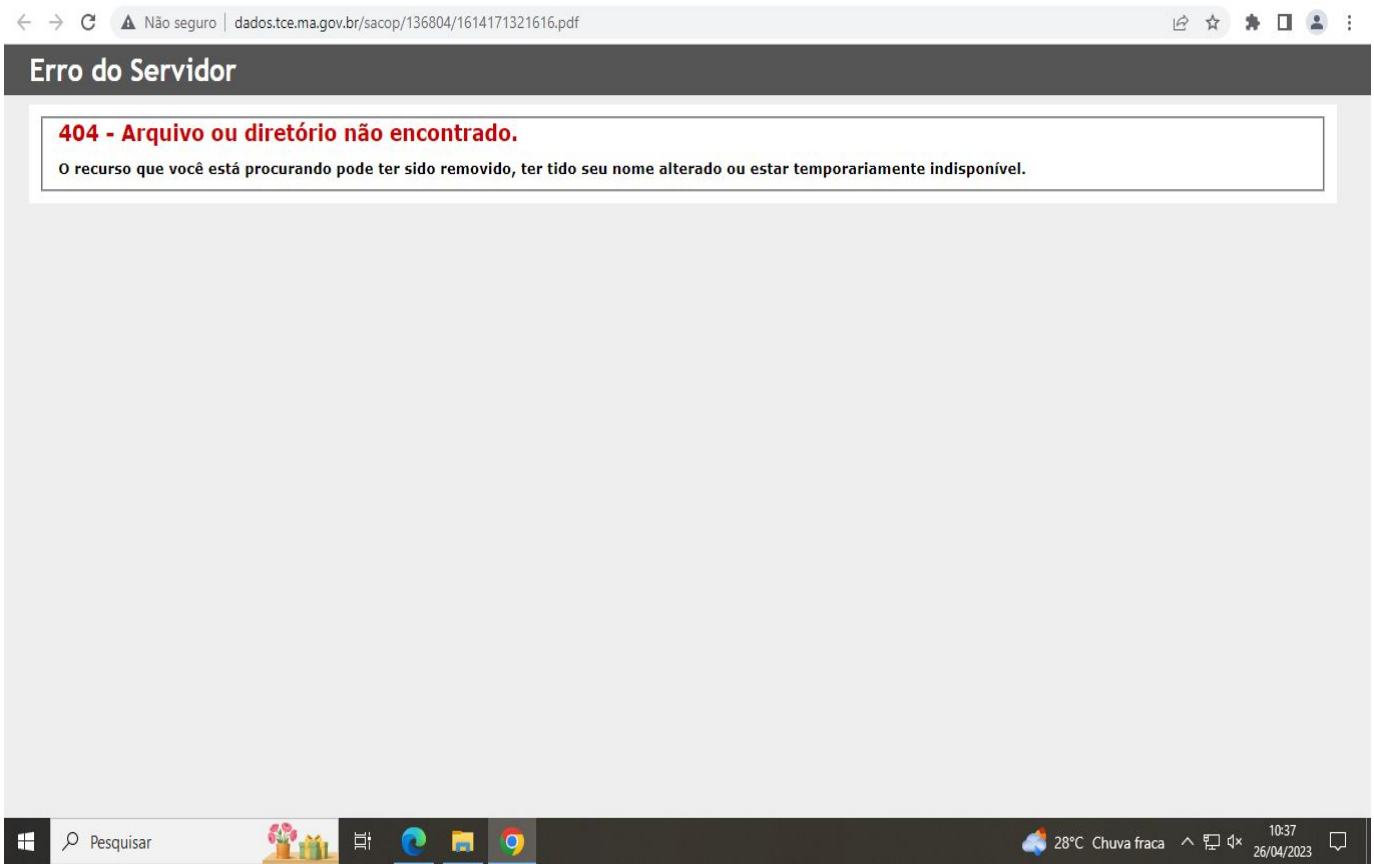 Não seguro | dados.tce.ma.gov.br/sacop/136804/1614171321616.pdf
Erro do Servidor
404 - Arquivo ou diretório não encontrado.
O recurso que você está procurando pode ter sido removido, ter tido seu nome alterado ou estar temporariamente indisponível.
Pesquisar
28°C Chuva fraca
10:37
26/04/2023